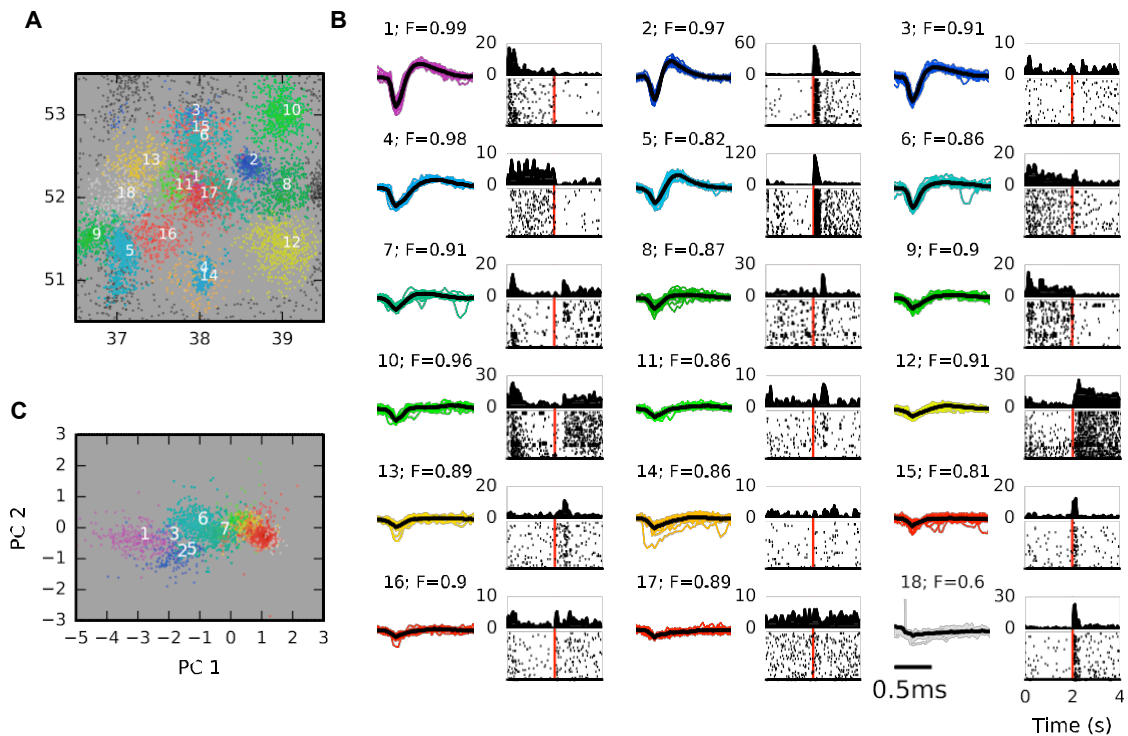 A
53
52
51
37 38 39
3
15
6
10
13
2
1
18
11
17
7
8
9
5
16
12
4
14
B
1; F=0.99
20
0
2; F=0.97
60
0
3; F=0.91
20
0
4; F=0.98
10
0
5; F=0.82
120
0
6; F=0.86
20
0
7; F=0.91
20
0
8; F=0.87
30
0
9; F=0.9
20
0
10; F=0.96
30
0
11; F=0.86
10
0
12; F=0.91
30
0
13; F=0.89
20
0
14; F=0.86
10
0
15; F=0.81
20
0
16; F=0.9
10
0
17; F=0.89
10
0
18; F=0.6
30
0
0.5ms
0 2 4
Time (s)
C
PC 2
3
2
1
0
−1
−2
−3
1
3
6
7
25
−5 −4 −3 −2 −1 0 1 2 3
PC 1